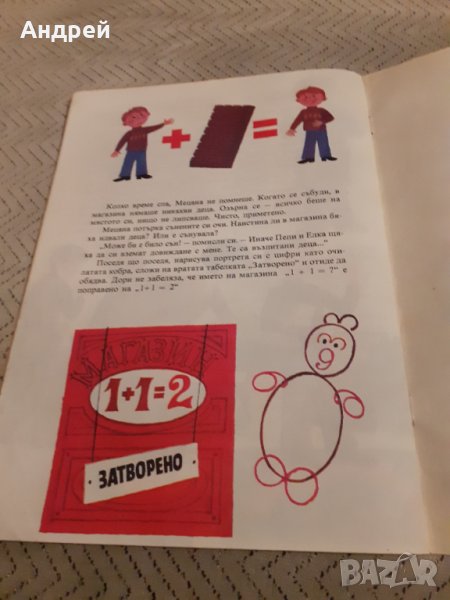 Андрей
+
=
Колко време спа, Мецана не помнеше. Когато се събуди, в
магазина нямаше никакви деца. Озърна се — всичко беше на
мястото си, нищо не липсваше. Чисто, приметено.
Мецана потърка сънените си очи. Наистина ли в магазина бя-
ха идвали деца? Или е сънувала?
„Може би е било сън! — помисли си. — Иначе Пепи и Елка щя-
ха да си вземат довиждане с мене. Те са възпитани деца..."
Поседя що поседя, нарисува портрета си с цифри като очи-
латата кобра, сложи на вратата табелката „Затворено" и отиде да
обядва. Дори не забеляза, че името на магазина „1 + 1 = ?" е
поправено на „1+1 = 2"
МАГАЗИН
1+1=2
ЗАТВОРЕНО
BAZAR